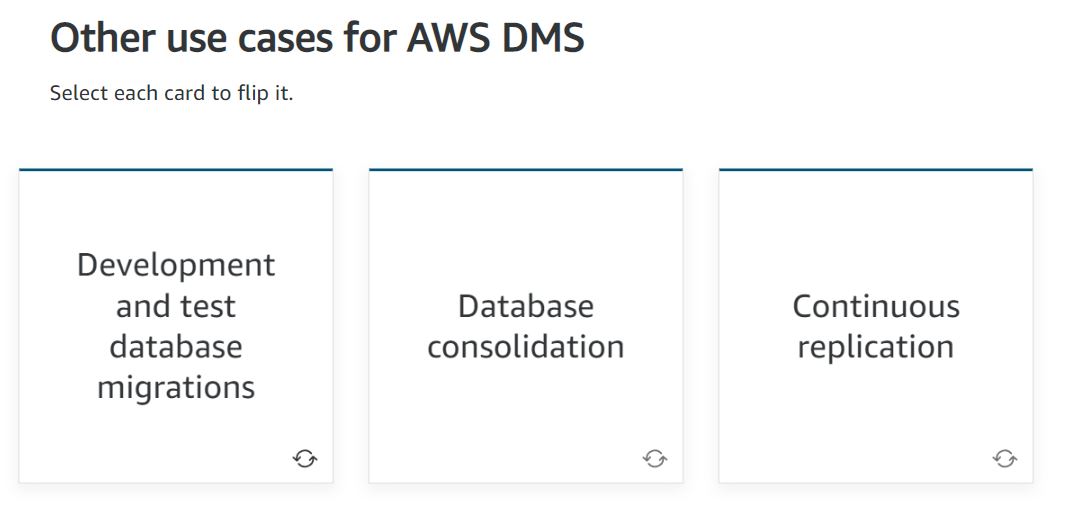 Other use cases for AWS DMS
Select each card to flip it.
Development
and test
database
migrations
Database
consolidation
Continuous
replication